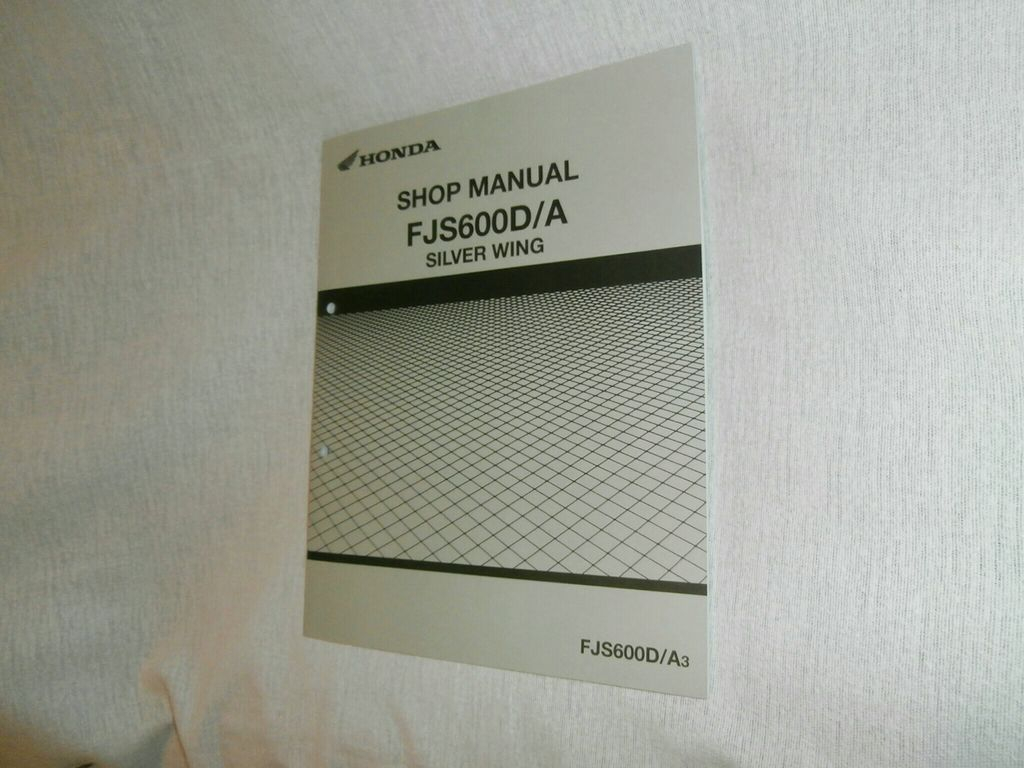 HONDA
SHOP MANUAL
FJS600D/A
SILVER WING
FJS600D/A3